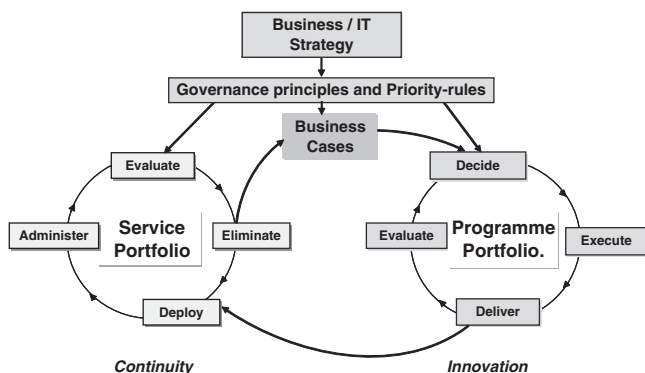 Business / IT
Strategy
Governance principles and Priority-rules
Business
Cases
Evaluate
Decide
Administer
Service
Portfolio
Eliminate
Evaluate
Programme
Portfolio.
Execute
Deploy
Deliver
Continuity
Innovation